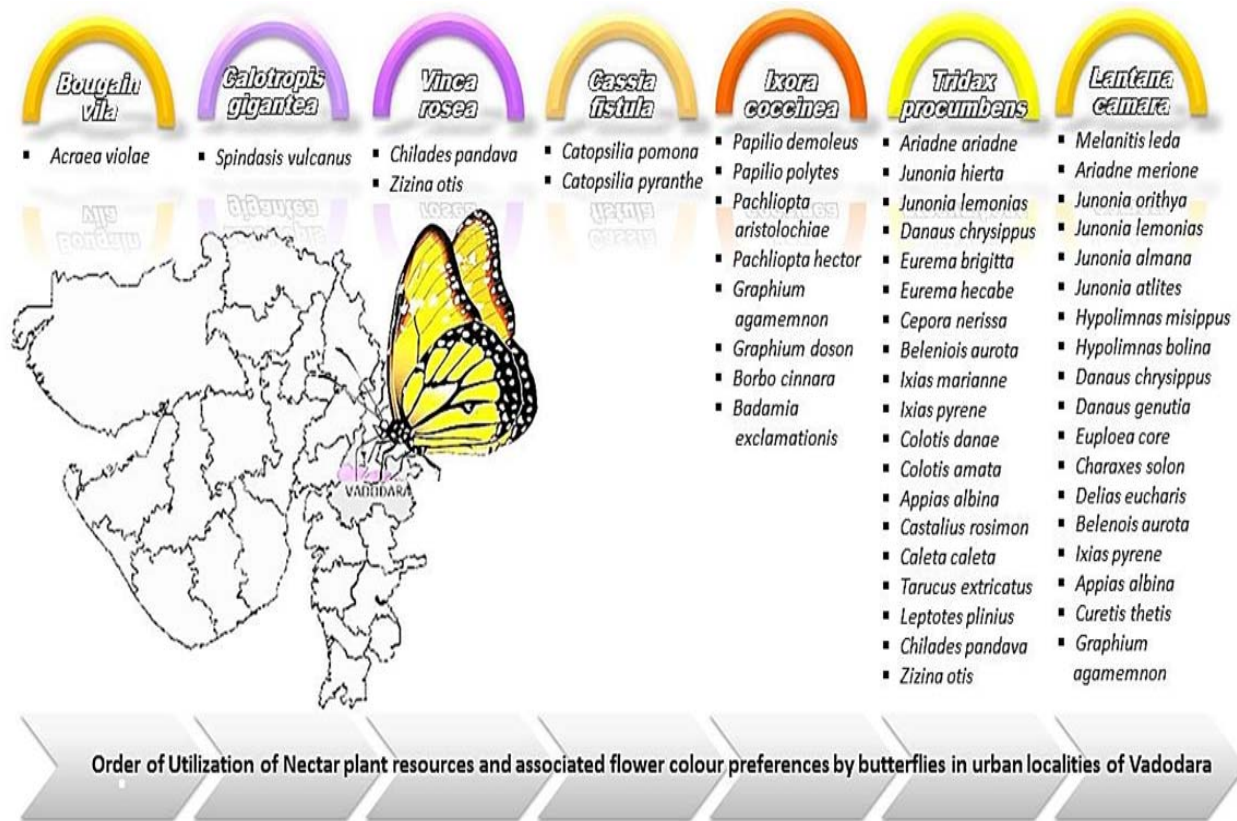 Bougain
vila
Acraea violae
Calotropis
gigantea
Spindasis vulcanus
Vinca
rosea
Chilades pandava
Zizina otis
Cassia
fistula
Catopsilia pomona
Catopsilia pyranthe
Ixora
coccinea
Papilio demoleus
Papilio polytes
Pachliopta
aristolochiae
Pachliopta hector
Graphium
agamemnon
Graphium doson
Borbo cinnara
Badamia
exclamationis
Tridax
procumbens
Ariadne ariadne
Junonia hierta
Junonia lemonias
Danaus chrysippus
Eurema brigitta
Eurema hecabe
Cepora nerissa
Beleniois aurota
Ixias marianne
Ixias pyrene
Colotis danae
Colotis amata
Appias albina
Castalius rosimon
Caleta caleta
Tarucus extricatus
Leptotes plinius
Chilades pandava
Zizina otis
Lantana
camara
Melanitis leda
Ariadne merione
Junonia orithya
Junonia lemonias
Junonia almana
Junonia atlites
Hypolimnas misippus
Hypolimnas bolina
Danaus chrysippus
Danaus genutia
Euploea core
Charaxes solon
Delias eucharis
Belenois aurota
Ixias pyrene
Appias albina
Curetis thetis
Graphium
agamemnon
VADODARA
Order of Utilization of Nectar plant resources and associated flower colour preferences by butterflies in urban localities of Vadodara